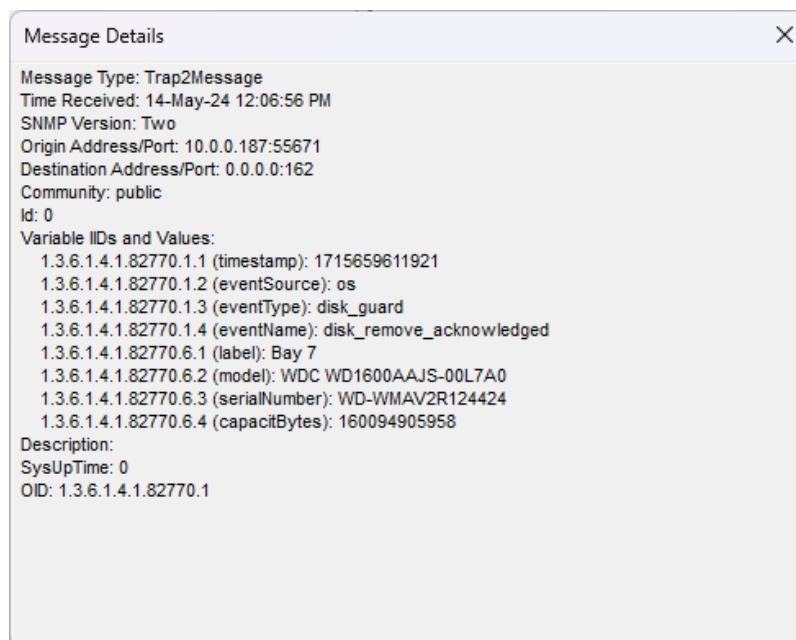 Message Details
Message Type: Trap2Message
Time Received: 14-May-24 12:06:56 PM
SNMP Version: Two
Origin Address/Port: 10.0.0.187:55671
Destination Address/Port: 0.0.0.0:162
Community: public
Id: 0
Variable IIDs and Values:
1.3.6.1.4.1.82770.1.1 (timestamp): 1715659611921
1.3.6.1.4.1.82770.1.2 (eventSource): os
1.3.6.1.4.1.82770.1.3 (eventType): disk_guard
1.3.6.1.4.1.82770.1.4 (eventName): disk_remove_acknowledged
1.3.6.1.4.1.82770.6.1 (label): Bay 7
1.3.6.1.4.1.82770.6.2 (model): WDC WD1600AAJS-00L7A0
1.3.6.1.4.1.82770.6.3 (serialNumber): WD-WMAV2R124424
1.3.6.1.4.1.82770.6.4 (capacitBytes): 160094905958
Description:
SysUpTime: 0
OID: 1.3.6.1.4.1.82770.1